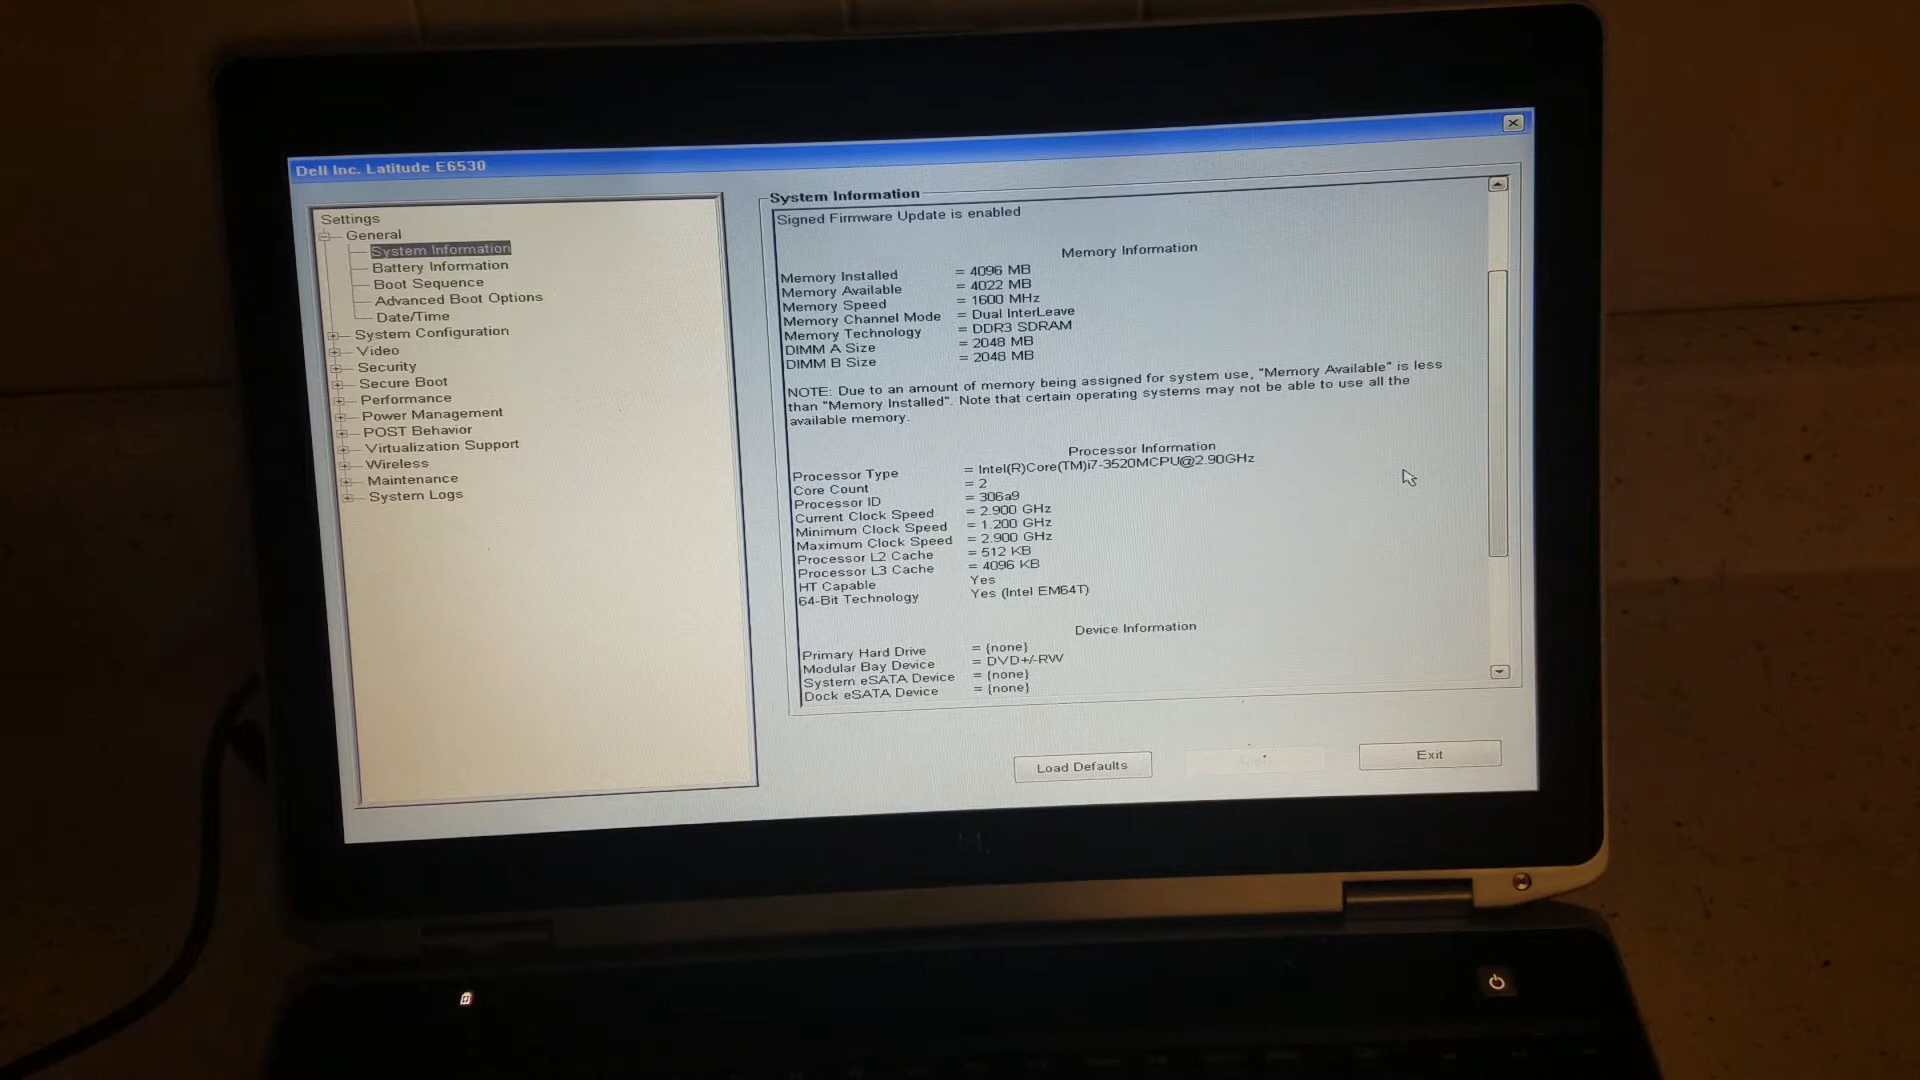 Dell Inc. Latitude E6530
Settings
General
System Information
Battery Information
Boot Sequence
Advanced Boot Options
Date/Time
System Configuration
Video
Security
Secure Boot
Performance
Power Management
POST Behavior
Virtualization Support
Wireless
Maintenance
System Logs
System Information
Signed Firmware Update is enabled
Memory Information
Memory Installed = 4096 MB
Memory Available = 4022 MB
Memory Speed = 1600 MHz
Memory Channel Mode = Dual InterLeave
Memory Technology = DDR3 SDRAM
DIMM A Size = 2048 MB
DIMM B Size = 2048 MB
NOTE: Due to an amount of memory being assigned for system use, "Memory Available" is less
than "Memory Installed". Note that certain operating systems may not be able to use all the
available memory.
Processor Information
Processor Type = Intel(R)Core(TM)i7-3520MCPU@2.90GHz
Core Count = 2
Processor ID = 306a9
Current Clock Speed = 2.900 GHz
Minimum Clock Speed = 1.200 GHz
Maximum Clock Speed = 2.900 GHz
Processor L2 Cache = 512 KB
Processor L3 Cache = 4096 KB
HT Capable Yes
64-Bit Technology Yes (Intel EM64T)
Device Information
Primary Hard Drive = {none}
Modular Bay Device = DVD+/-RW
System eSATA Device = {none}
Dock eSATA Device = {none}
Load Defaults
Exit